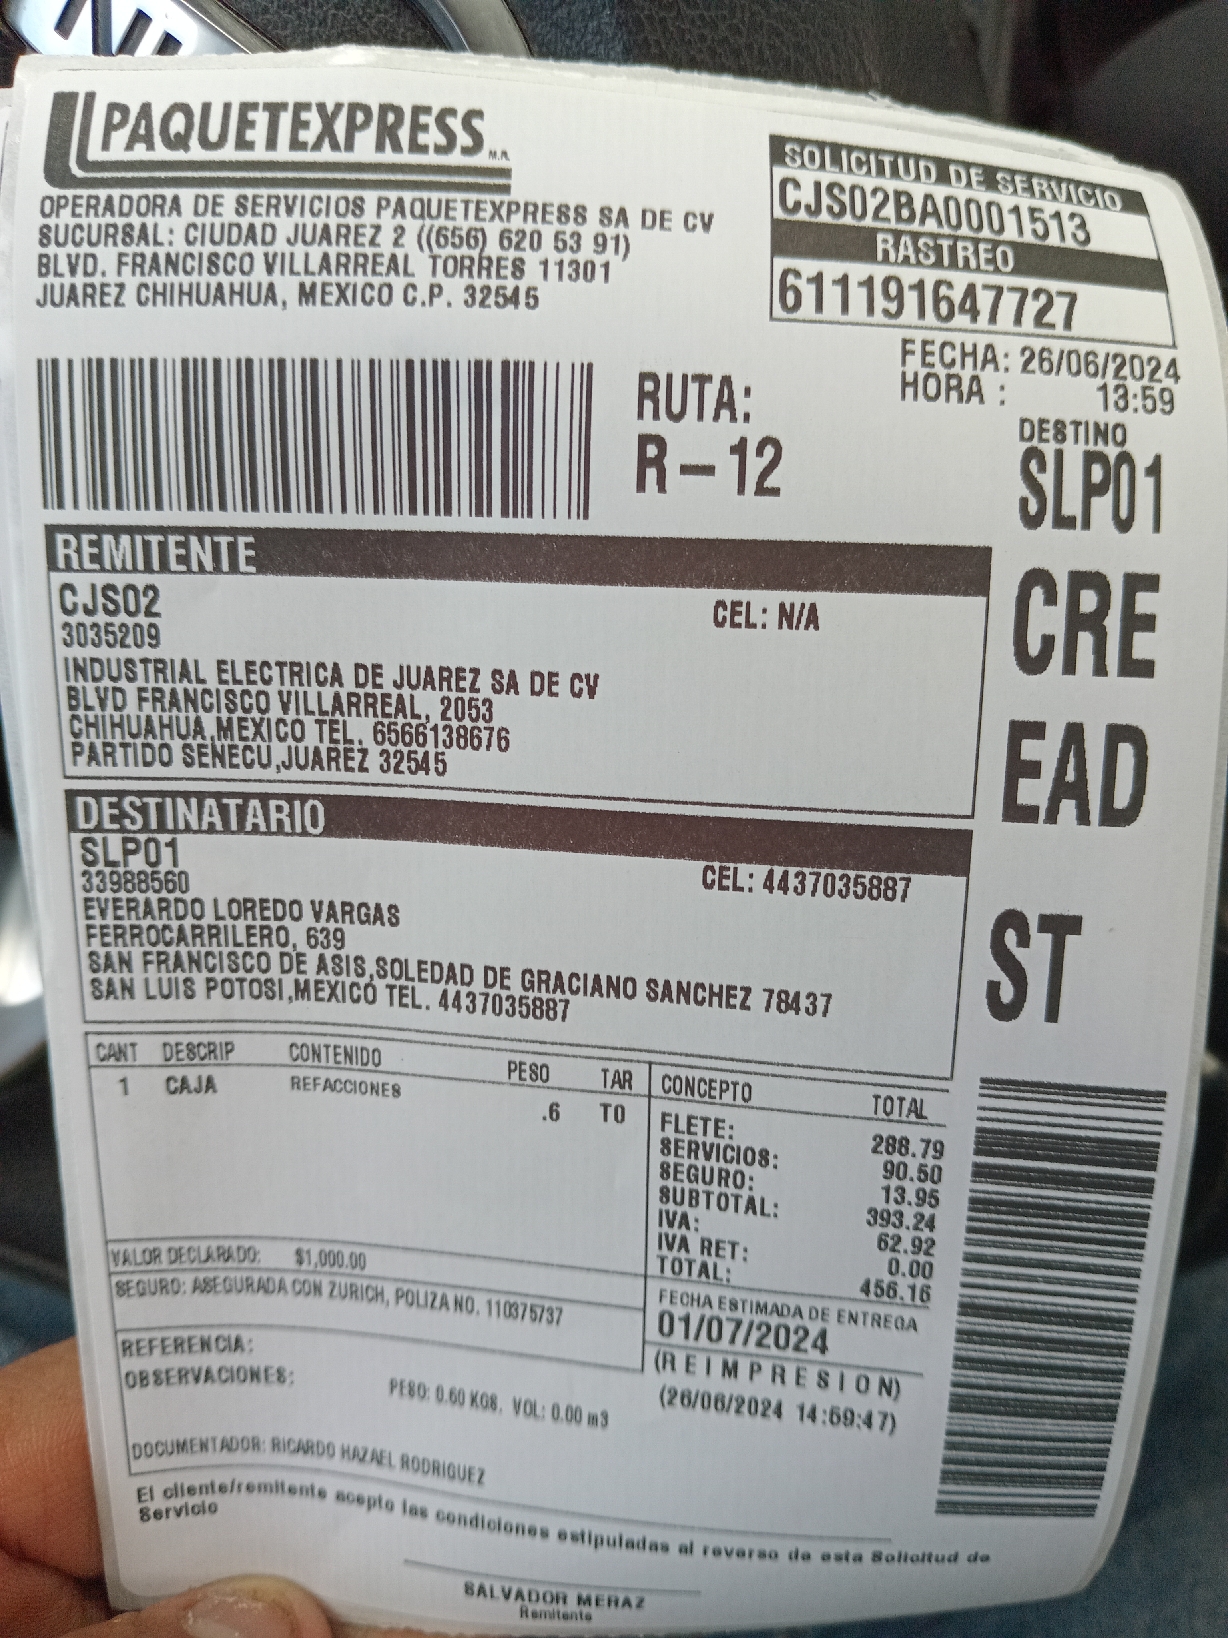 PAQUETEXPRESS M.R.
OPERADORA DE SERVICIOS PAQUETEXPRESS SA DE CV
SUCURSAL: CIUDAD JUAREZ 2 ((656) 620 53 91)
BLVD. FRANCISCO VILLARREAL TORRES 11301
JUAREZ CHIHUAHUA, MEXICO C.P. 32545
SOLICITUD DE SERVICIO
CJS02BA0001513
RASTREO
611191647727
FECHA: 26/06/2024
HORA : 13:59
RUTA:
R-12
DESTINO
SLP01
CRE
EAD
ST
REMITENTE
CJS02 CEL: N/A
3035209
INDUSTRIAL ELECTRICA DE JUAREZ SA DE CV
BLVD FRANCISCO VILLARREAL, 2053
CHIHUAHUA,MEXICO TEL. 6566138676
PARTIDO SENECU,JUAREZ 32545
DESTINATARIO
SLP01 CEL: 4437035887
33988560
EVERARDO LOREDO VARGAS
FERROCARRILERO, 639
SAN FRANCISCO DE ASIS,SOLEDAD DE GRACIANO SANCHEZ 78437
SAN LUIS POTOSI,MEXICO TEL. 4437035887
CANT DESCRIP CONTENIDO PESO TAR
1 CAJA REFACCIONES .6 T0
CONCEPTO TOTAL
FLETE: 288.79
SERVICIOS: 90.50
SEGURO: 13.95
SUBTOTAL: 393.24
IVA: 62.92
IVA RET: 0.00
TOTAL: 456.16
VALOR DECLARADO: $1,000.00
SEGURO: ASEGURADA CON ZURICH, POLIZA NO. 110375737
FECHA ESTIMADA DE ENTREGA
01/07/2024
(REIMPRESION)
(26/06/2024 14:59:47)
REFERENCIA:
OBSERVACIONES:
PESO: 0.60 KGS. VOL: 0.00 m3
DOCUMENTADOR: RICARDO HAZAEL RODRIGUEZ
El cliente/remitente acepto las condiciones estipuladas al reverso de esta Solicitud de
Servicio
SALVADOR MERAZ
Remitente